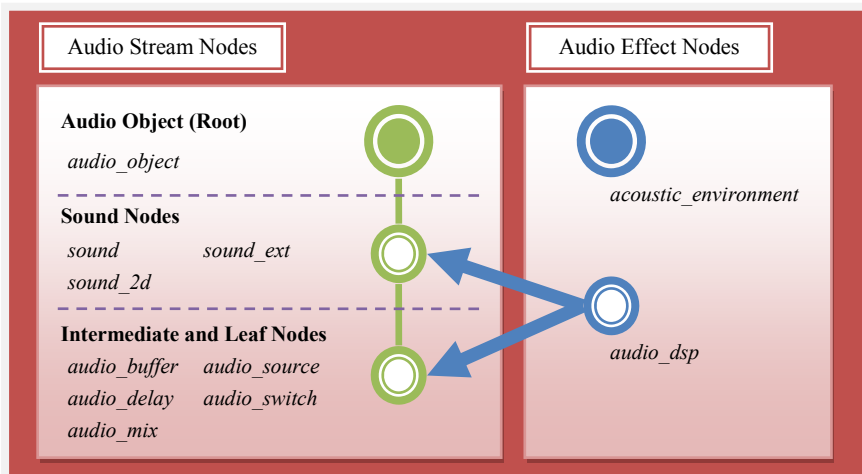 Audio Stream Nodes
Audio Object (Root)
audio_object
Sound Nodes
sound sound_ext
sound_2d
Intermediate and Leaf Nodes
audio_buffer audio_source
audio_delay audio_switch
audio_mix
Audio Effect Nodes
acoustic_environment
audio_dsp